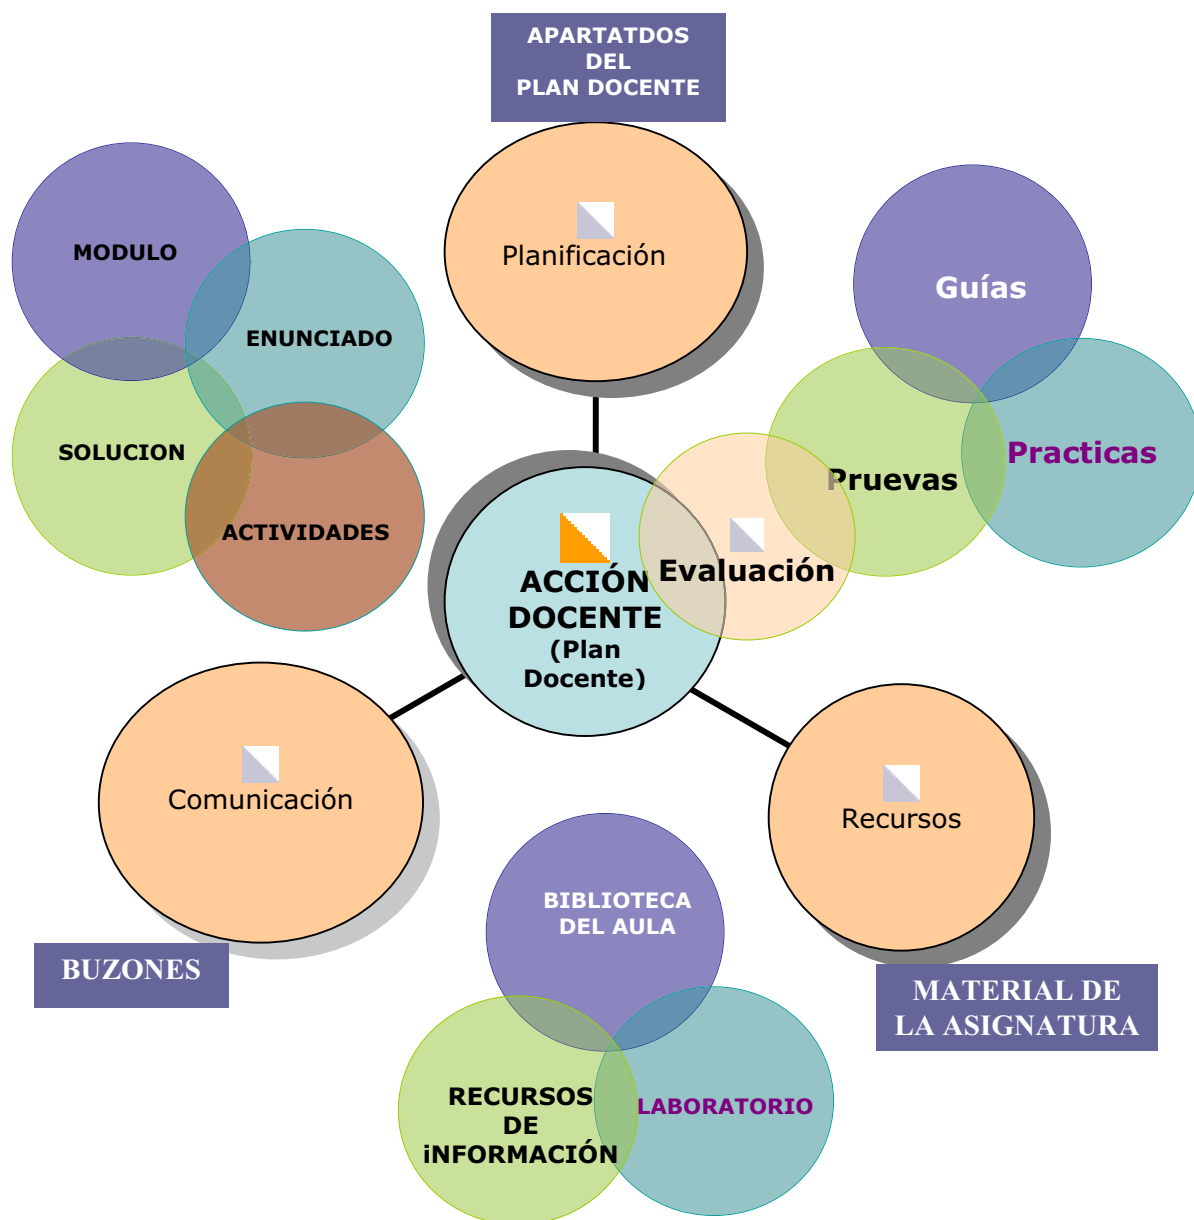 APARTATDOS
DEL
PLAN DOCENTE
Planificación
MODULO
ENUNCIADO
SOLUCION
ACTIVIDADES
Guías
Practicas
Pruevas
Evaluación
ACCIÓN
DOCENTE
(Plan
Docente)
Comunicación
Recursos
BUZONES
MATERIAL DE
LA ASIGNATURA
BIBLIOTECA
DEL AULA
RECURSOS
DE
iNFORMACIÓN
LABORATORIO